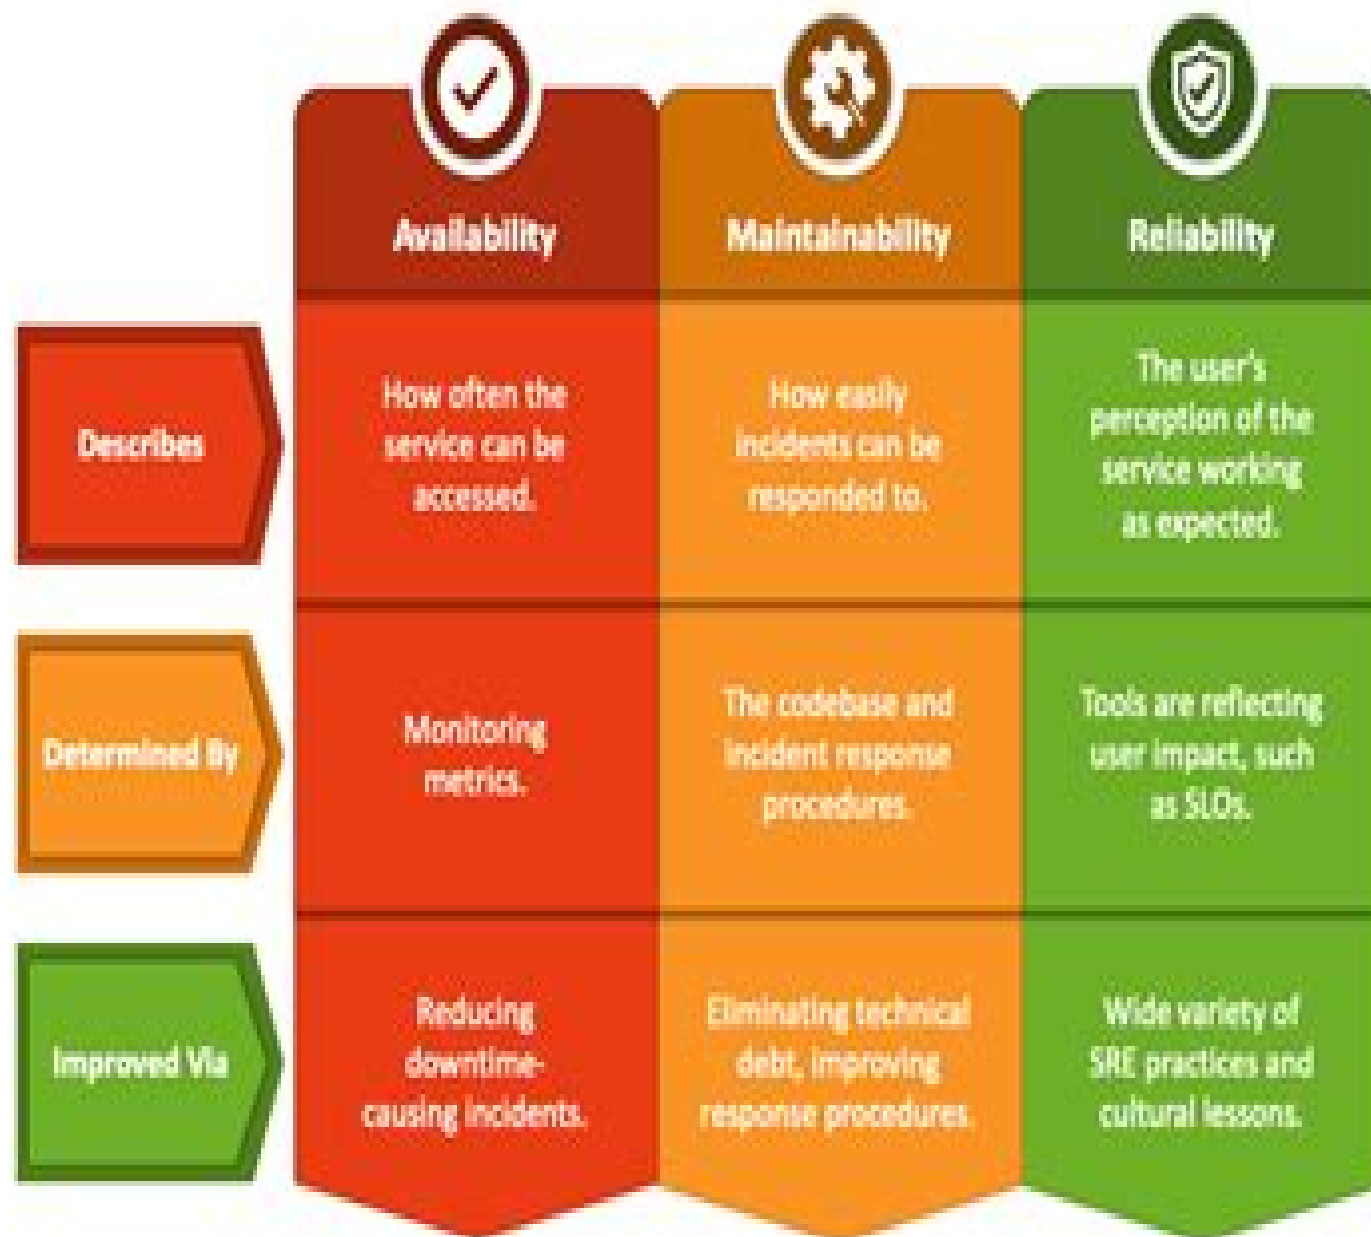 Availability
Maintainability
Reliability
Describes
How often the
service can be
accessed.
How easily
incidents can be
responded to.
The user's
perception of the
service working
as expected.
Determined By
Monitoring
metrics.
The codebase and
incident response
procedures.
Tools are reflecting
user impact, such
as SLOs.
Improved Via
Reducing
downtime-
causing incidents.
Eliminating technical
debt, improving
response procedures.
Wide variety of
SRE practices and
cultural lessons.